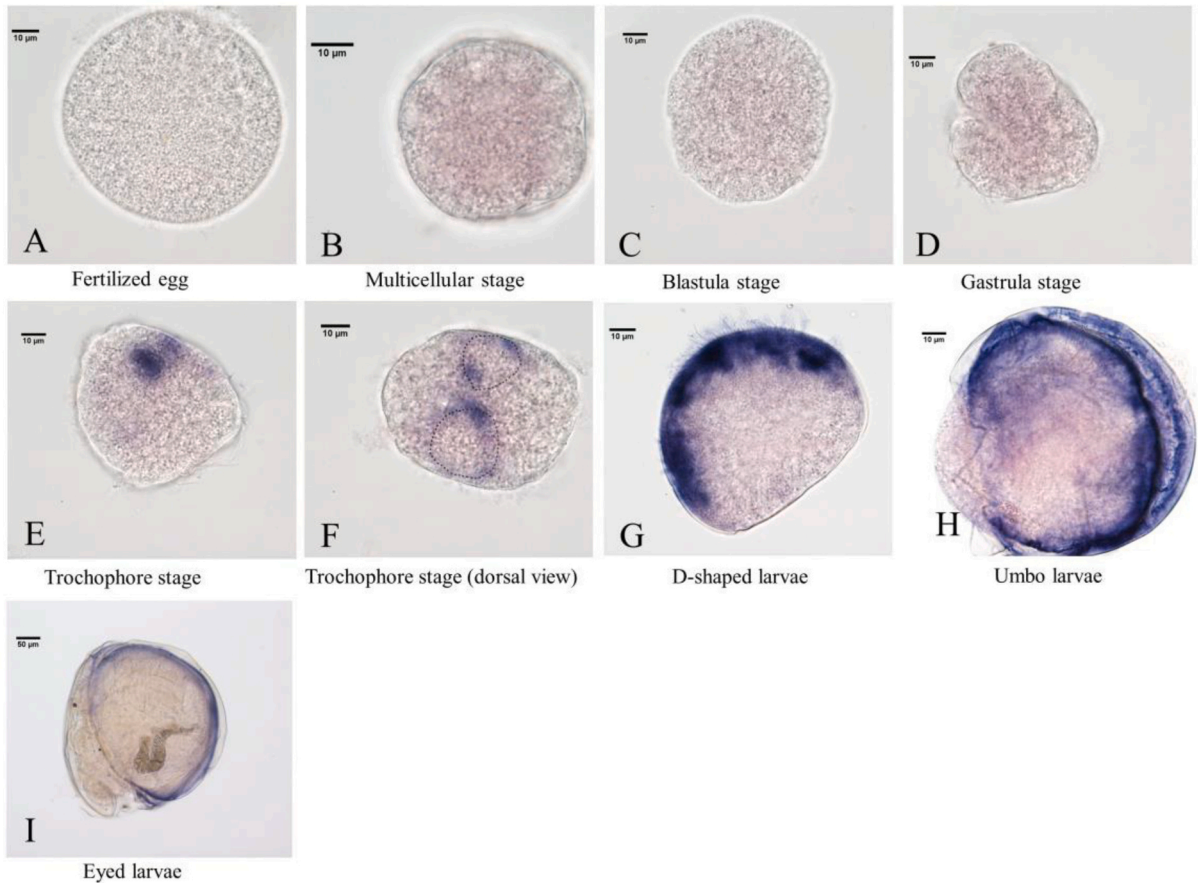 10 μm
10 μm
10 μm
10 μm
A
B
C
D
Fertilized egg
Multicellular stage
Blastula stage
Gastrula stage
10 μm
10 μm
10 μm
10 μm
E
F
G
H
Trochophore stage
Trochophore stage (dorsal view)
D-shaped larvae
Umbo larvae
50 μm
I
Eyed larvae